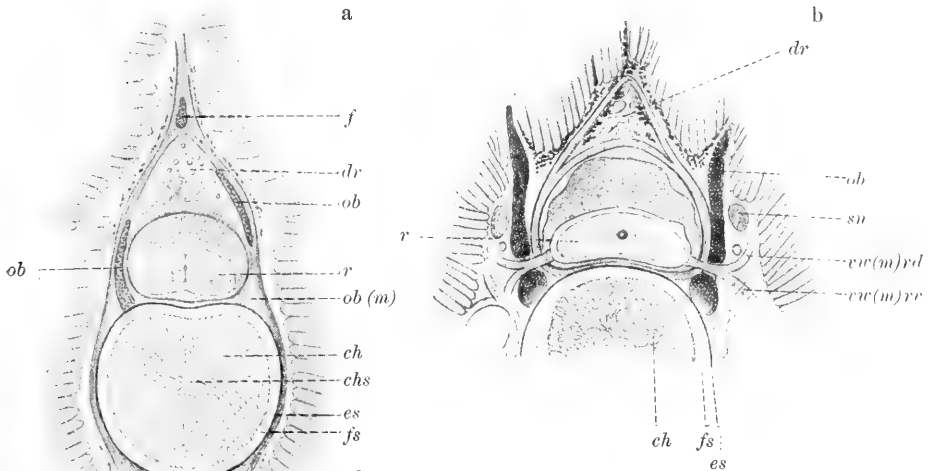 a
f
dr
ob
ob
r
ob (m)
ch
chs
es
fs
b
dr
ob
sn
r
vw(m)rd
vw(m)rv
ch
fs
es